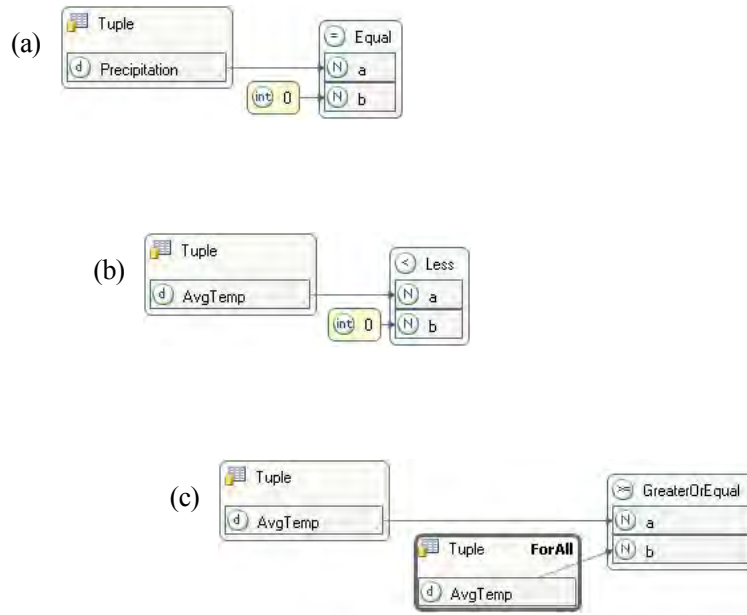 (a)
Tuple
d Precipitation
= Equal
N a
int 0
N b
(b)
Tuple
d AvgTemp
< Less
N a
int 0
N b
(c)
Tuple
d AvgTemp
>= GreaterOrEqual
N a
Tuple ForAll
N b
d AvgTemp